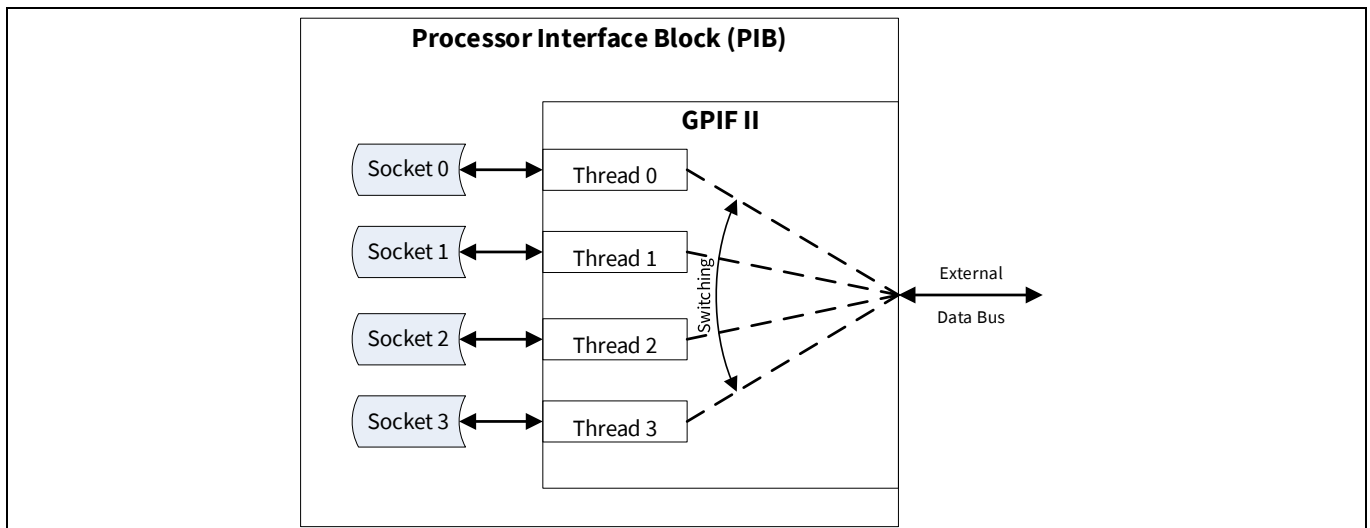 Processor Interface Block (PIB)
GPIF II
Socket 0
Thread 0
Socket 1
Thread 1
Switching
External
Data Bus
Socket 2
Thread 2
Socket 3
Thread 3